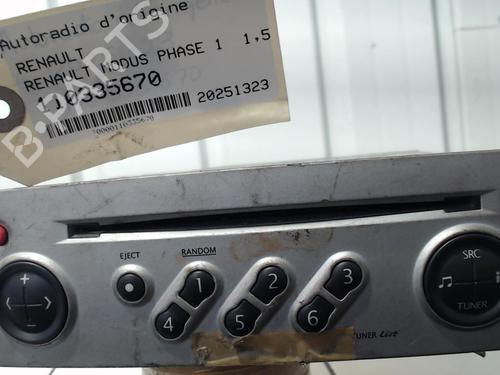 Autoradio d'origine
RENAULT
RENAULT MODUS PHASE 1 1,5
110335670
20251323
B-PARTS
EJECT
RANDOM
1
2
3
4
5
6
+
-
SRC
TUNER
TUNER List